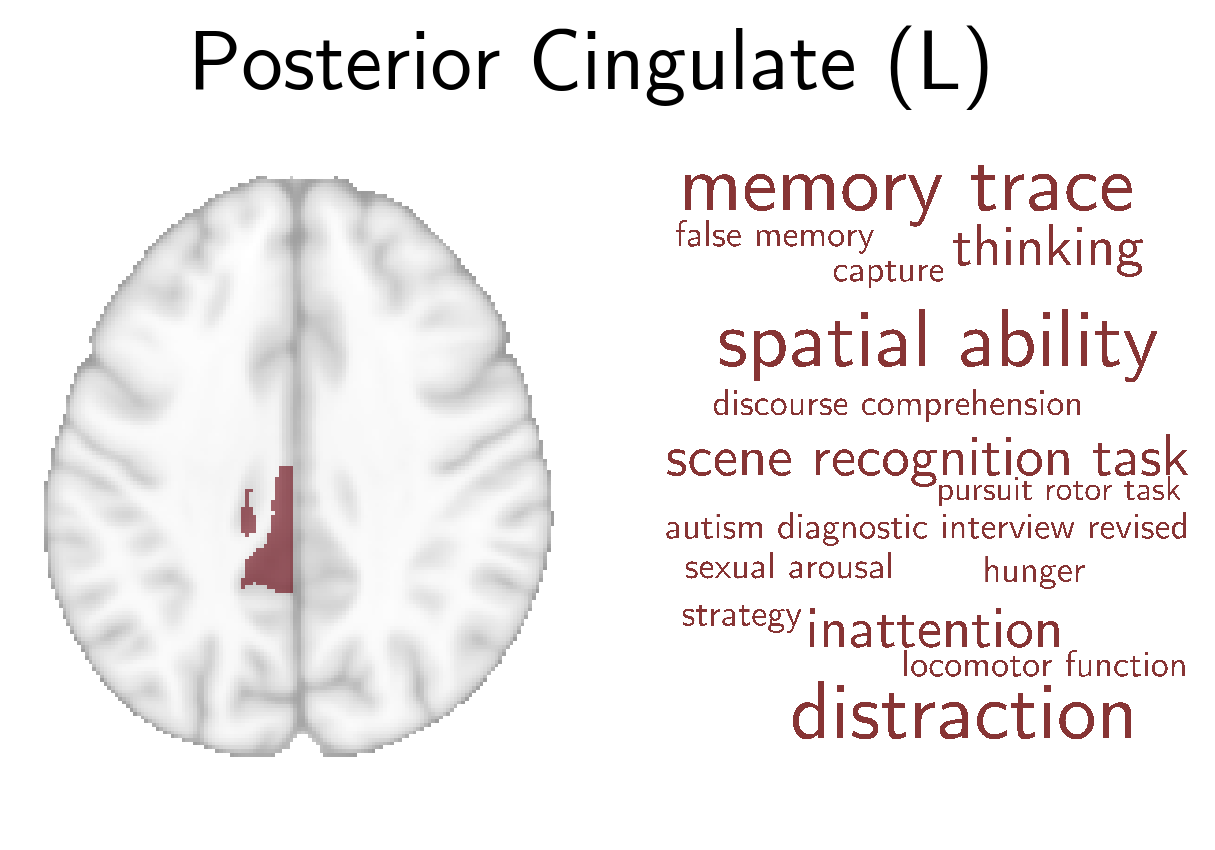 Posterior Cingulate (L)
memory trace
false memory
thinking
capture
spatial ability
discourse comprehension
scene recognition task
pursuit rotor task
autism diagnostic interview revised
sexual arousal
hunger
strategy
inattention
locomotor function
distraction